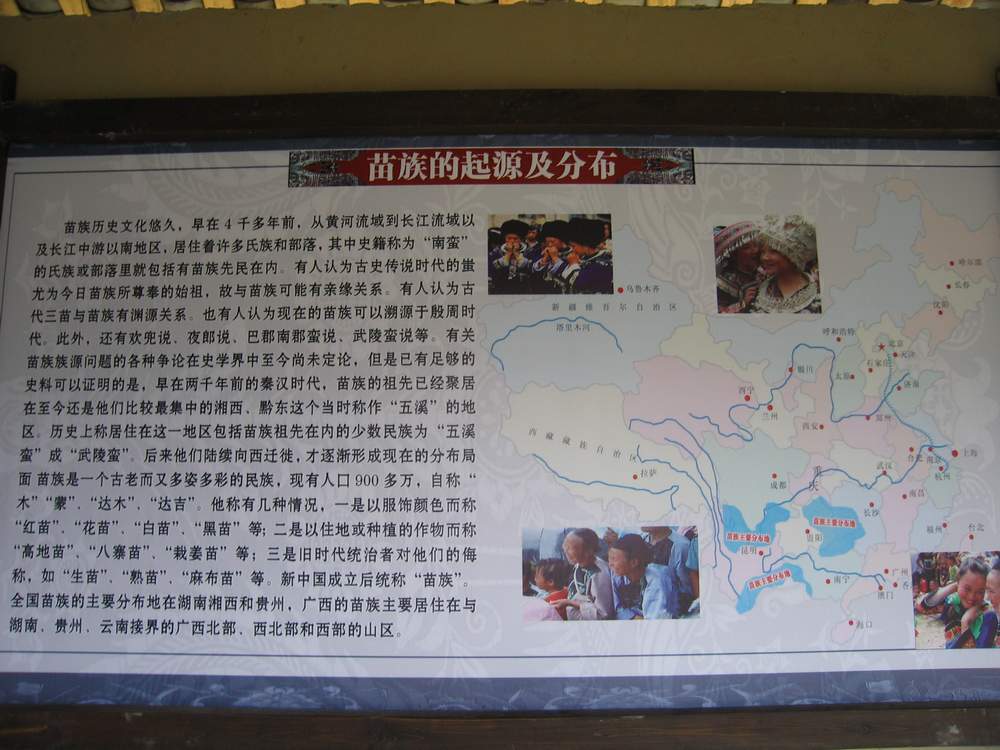 苗族的起源及分布
苗族历史文化悠久，早在4千多年前，从黄河流域到长江流域以
及长江中游以南地区，居住着许多氏族和部落，其中史籍称为“南蛮”
的氏族或部落里就包括有苗族先民在内。有人认为古史传说时代的蚩
尤为今日苗族所尊奉的始祖，故与苗族可能有亲缘关系。有人认为古
代三苗与苗族有渊源关系。也有人认为现在的苗族可以溯源于殷周时
代。此外，还有欢兜说、夜郎说、巴郡南郡蛮说、武陵蛮说等。有关
苗族族源问题的各种争论在史学界中至今尚未定论，但是已有足够的
史料可以证明的是，早在两千年前的秦汉时代，苗族的祖先已经聚居
在至今还是他们比较最集中的湘西、黔东这个当时称作“五溪”的地
区。历史上称居住在这一地区包括苗族祖先在内的少数民族为“五溪
蛮”成“武陵蛮”。后来他们陆续向西迁徙，才逐渐形成现在的分布局
面 苗族是一个古老而又多姿多彩的民族，现有人口900多万，自称“
木”“蒙”、“达木”、“达吉”。他称有几种情况，一是以服饰颜色而称
“红苗”、“花苗”、“白苗”、“黑苗”等；二是以住地或种植的作物而称
“高地苗”、“八寨苗”、“栽姜苗”等；三是旧时代统治者对他们的侮
称，如“生苗”、“熟苗”、“麻布苗”等。新中国成立后统称“苗族”。
全国苗族的主要分布地在湖南湘西和贵州，广西的苗族主要居住在与
湖南、贵州、云南接界的广西北部、西北部和西部的山区。
乌鲁木齐
新疆维吾尔自治区
塔里木河
哈尔滨
长春
沈阳
呼和浩特
北京
天津
石家庄
银川
太原
济南
西宁
兰州
西安
郑州
西藏藏族自治区
拉萨
成都
重庆
武汉
合肥
南京
上海
杭州
南昌
长沙
苗族主要分布地
贵阳
苗族主要分布地
昆明
福州
台北
苗族主要分布地
南宁
广州
香
澳门
海口